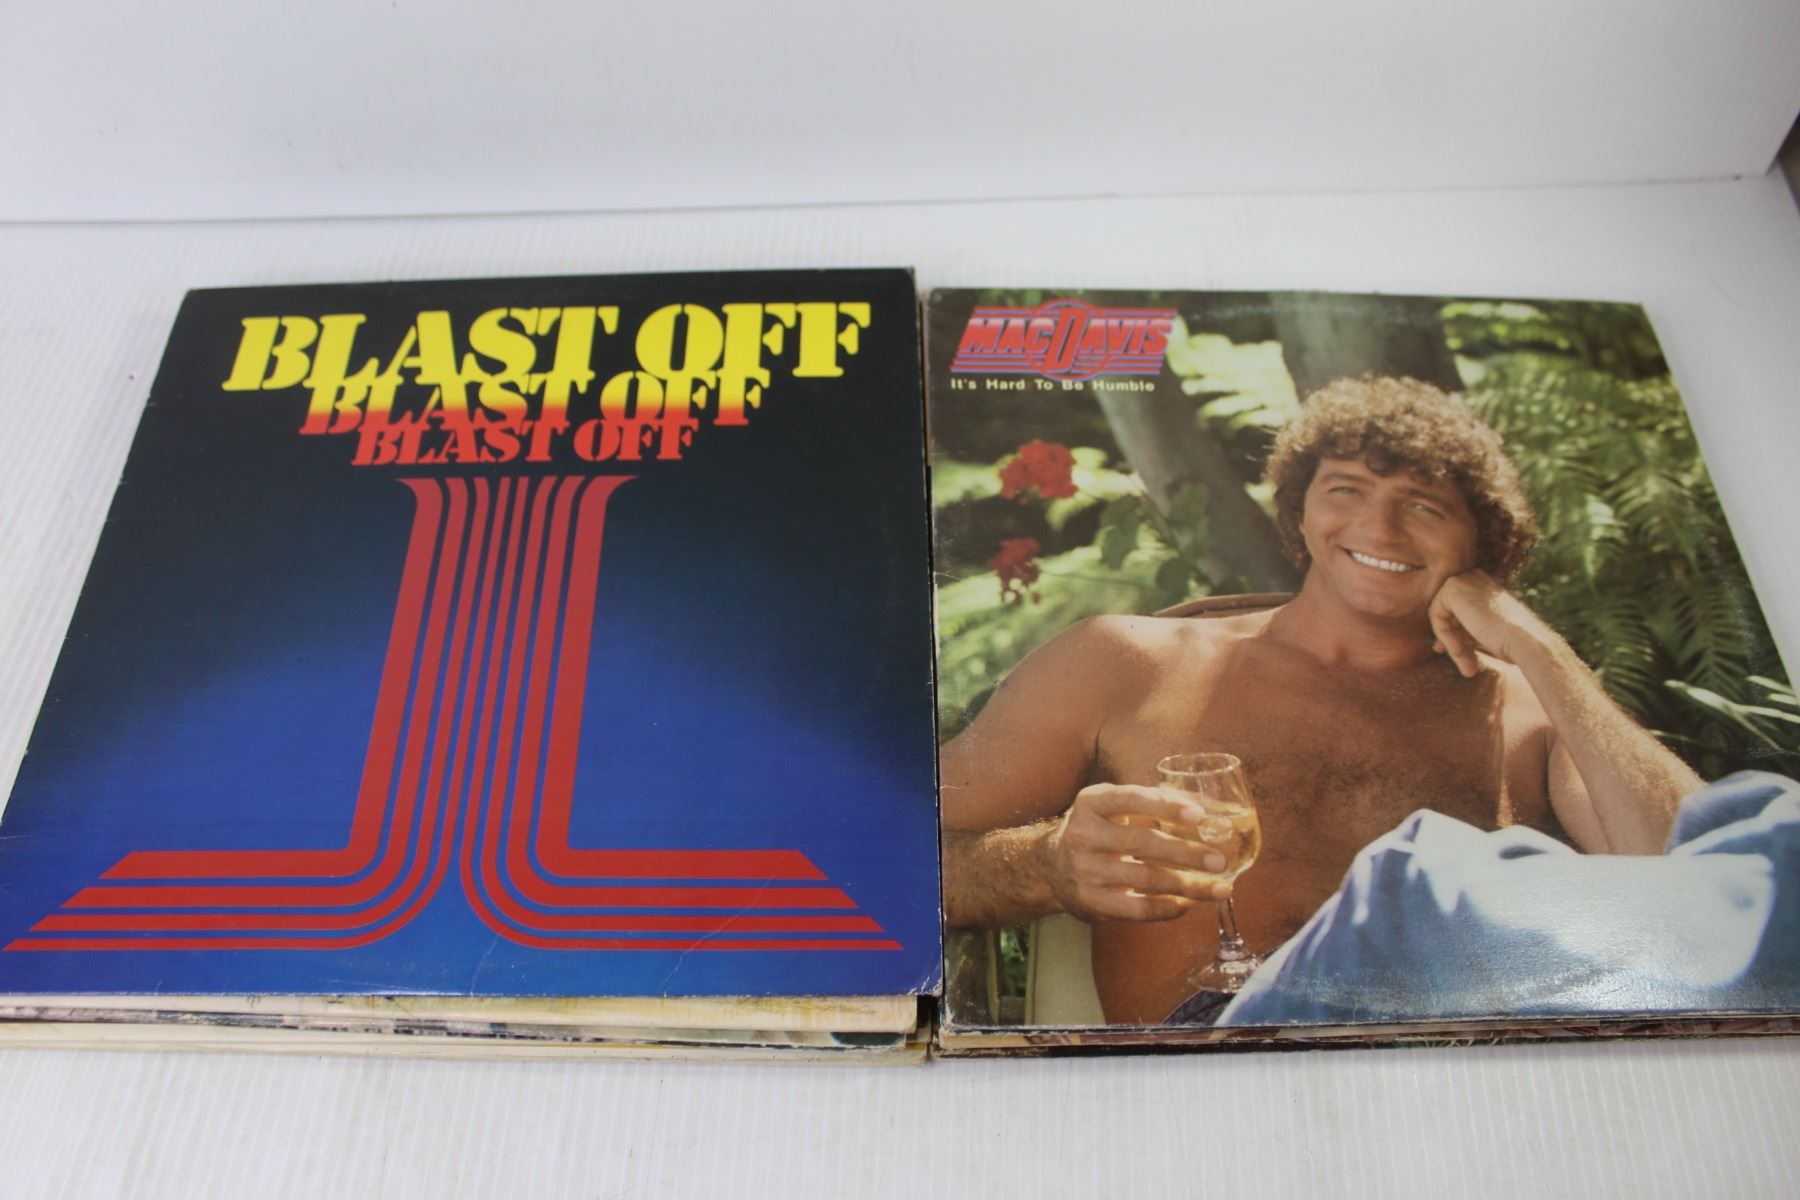 BLAST OFF
BLAST OFF
BLAST OFF
MAC DAVIS
It's Hard To Be Humble